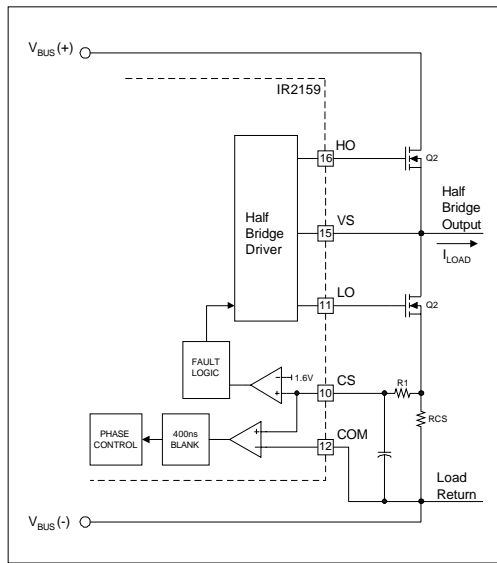 V_BUS(+)
IR2159
HO
16
Q2
Half
Bridge
Driver
VS
15
Half
Bridge
Output
I_LOAD
LO
11
Q2
FAULT
LOGIC
1.6V
CS
10
R1
RCS
PHASE
CONTROL
400ns
BLANK
COM
12
Load
Return
V_BUS(-)